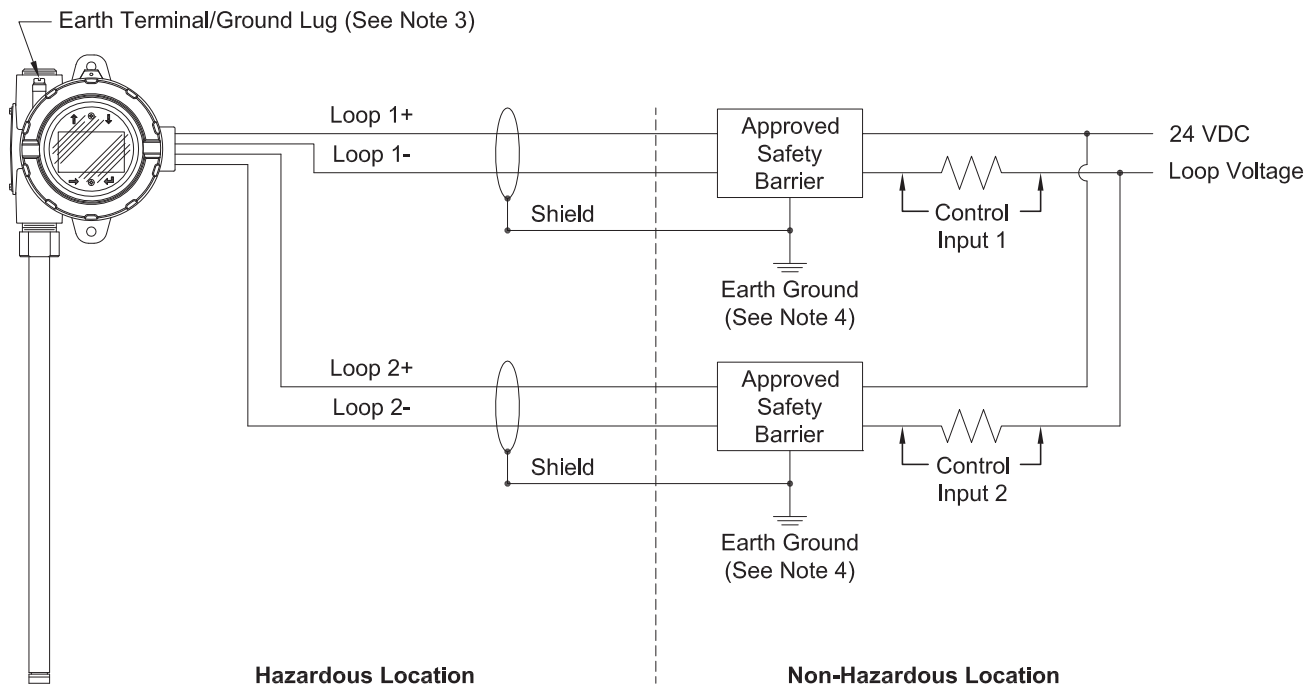 Earth Terminal/Ground Lug (See Note 3)
Loop 1+
Loop 1-
Shield
Approved
Safety
Barrier
24 VDC
Loop Voltage
Control
Input 1
Earth Ground
(See Note 4)
Loop 2+
Loop 2-
Shield
Approved
Safety
Barrier
Control
Input 2
Earth Ground
(See Note 4)
Hazardous Location
Non-Hazardous Location